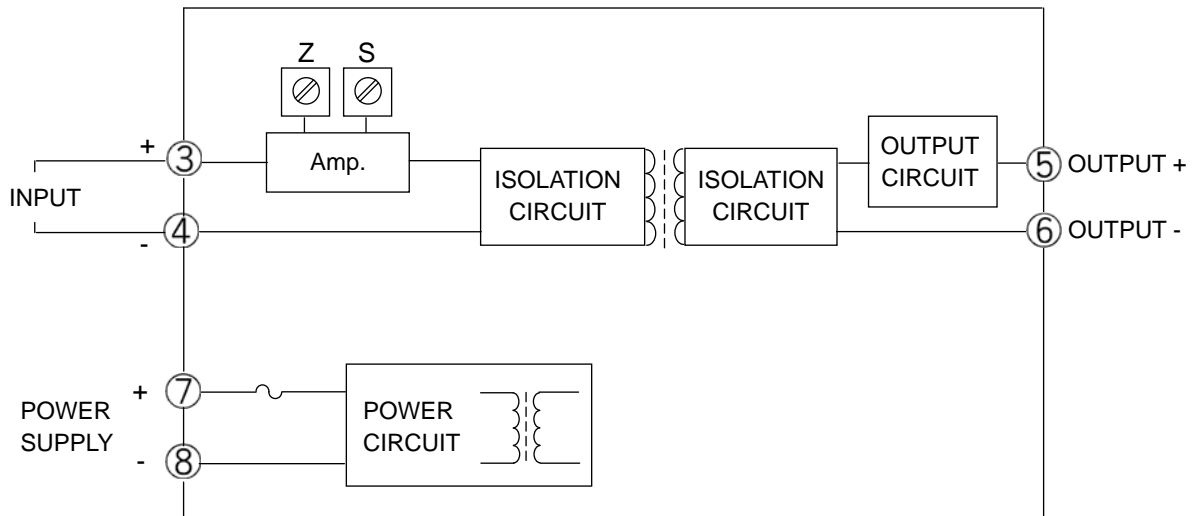 Z S
+ ③ Amp.
INPUT
- ④
ISOLATION
CIRCUIT
ISOLATION
CIRCUIT
OUTPUT
CIRCUIT
⑤ OUTPUT +
⑥ OUTPUT -
+ ⑦
POWER
SUPPLY
- ⑧
POWER
CIRCUIT